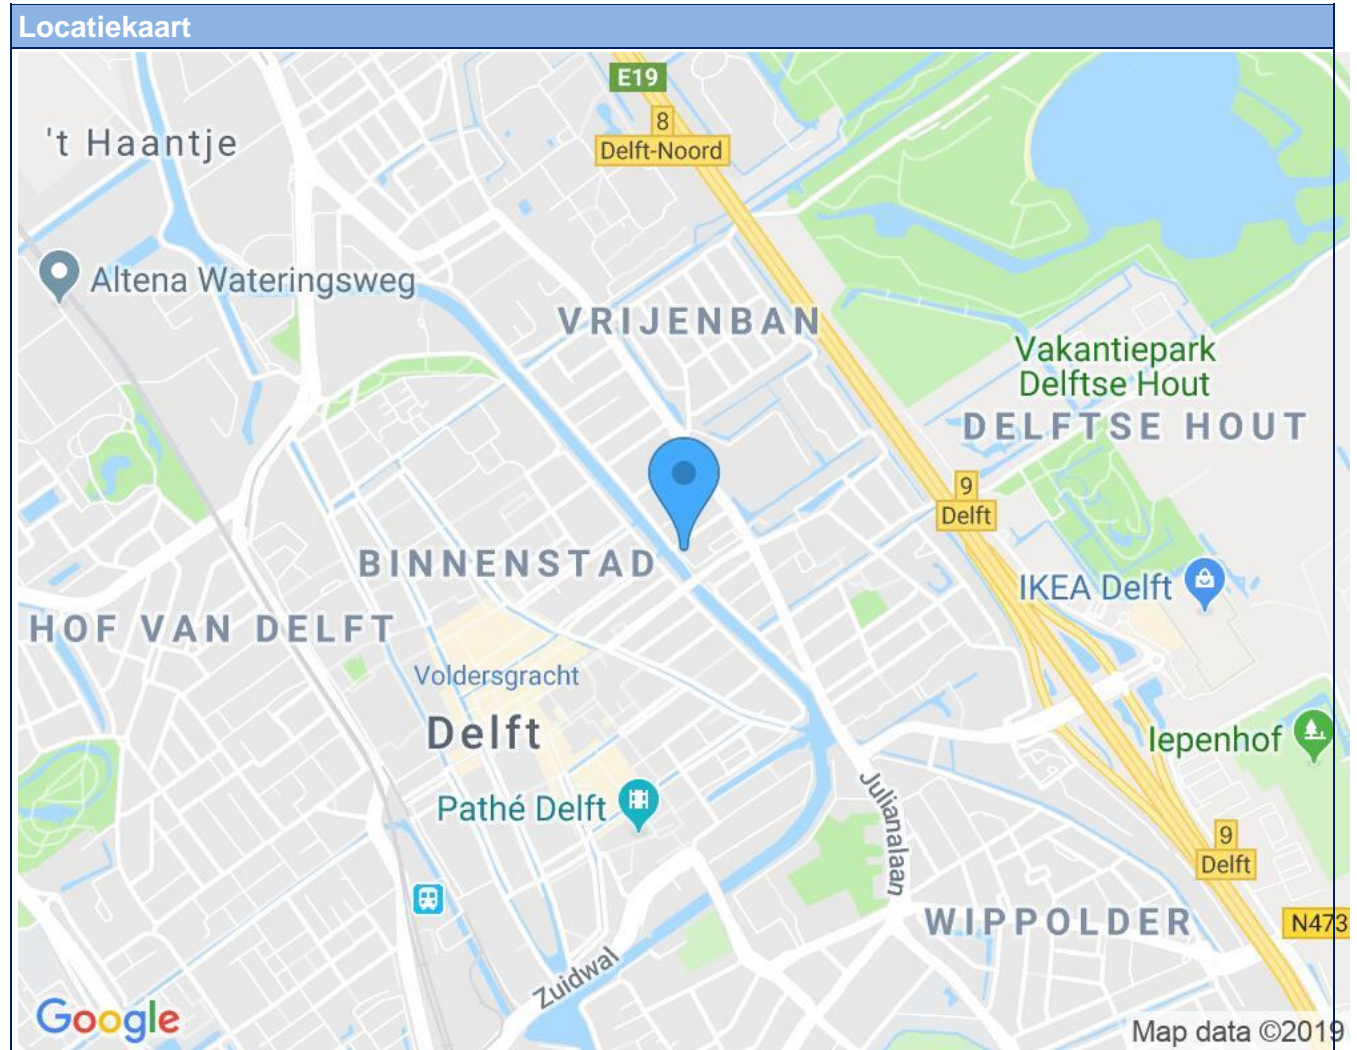 Locatiekaart
E19
8
Delft-Noord
't Haantje
Altena Wateringsweg
VRIJENBAN
Vakantiepark
Delftse Hout
DELFTSE HOUT
9
Delft
BINNENSTAD
IKEA Delft
HOF VAN DELFT
Voldersgracht
Delft
Iepenhof
Pathé Delft
Julianalaan
9
Delft
WIPPOLDER
N473
Zuidwal
Google
Map data ©2019